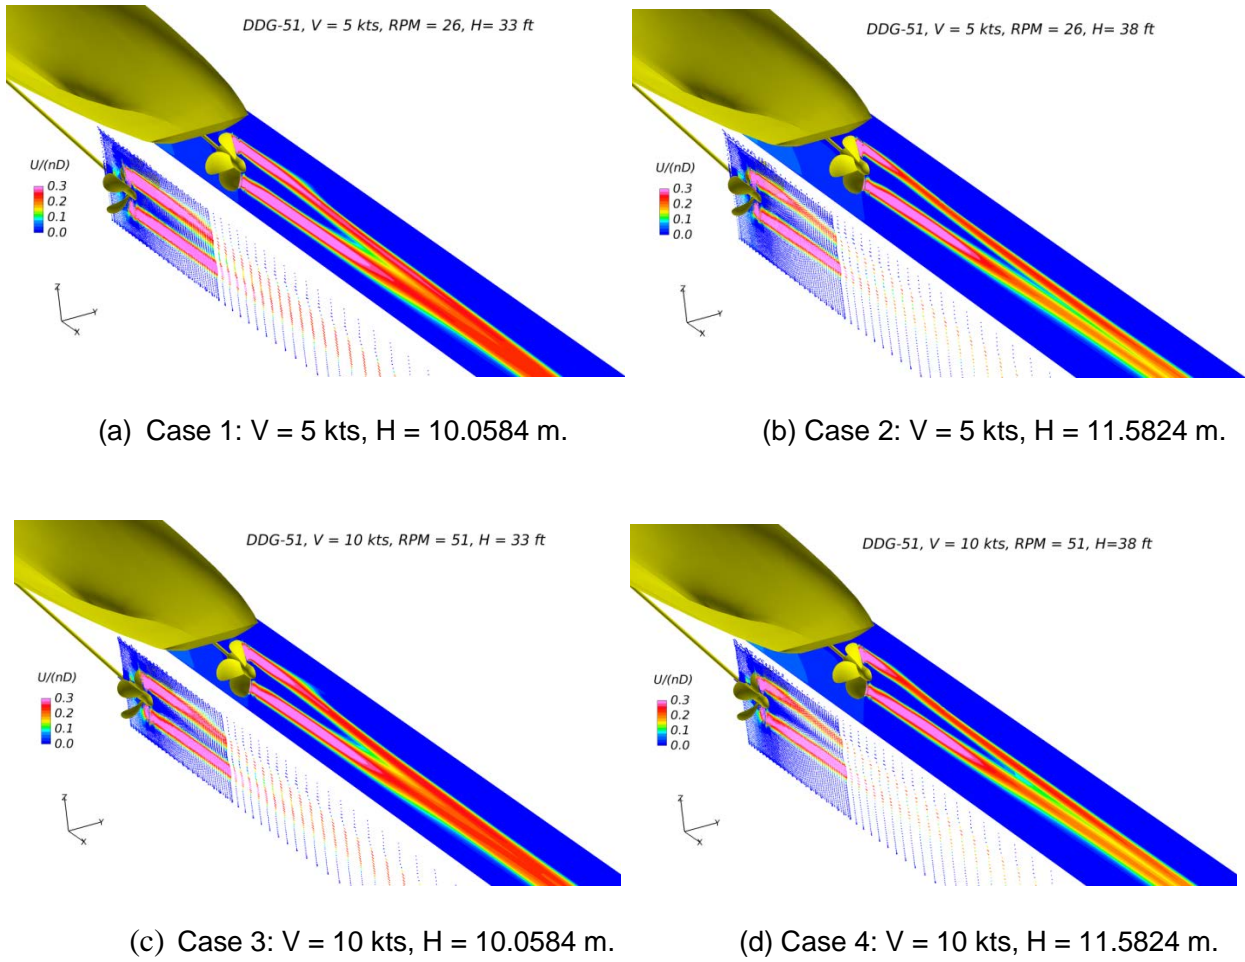 DDG-51, V = 5 kts, RPM = 26, H= 33 ft
U/(nD)
0.3
0.2
0.1
0.0
Z
Y
X
(a) Case 1: V = 5 kts, H = 10.0584 m.
DDG-51, V = 5 kts, RPM = 26, H= 38 ft
U/(nD)
0.3
0.2
0.1
0.0
Z
Y
X
(b) Case 2: V = 5 kts, H = 11.5824 m.
DDG-51, V = 10 kts, RPM = 51, H = 33 ft
U/(nD)
0.3
0.2
0.1
0.0
Z
Y
X
(c) Case 3: V = 10 kts, H = 10.0584 m.
DDG-51, V = 10 kts, RPM = 51, H=38 ft
U/(nD)
0.3
0.2
0.1
0.0
Z
Y
X
(d) Case 4: V = 10 kts, H = 11.5824 m.